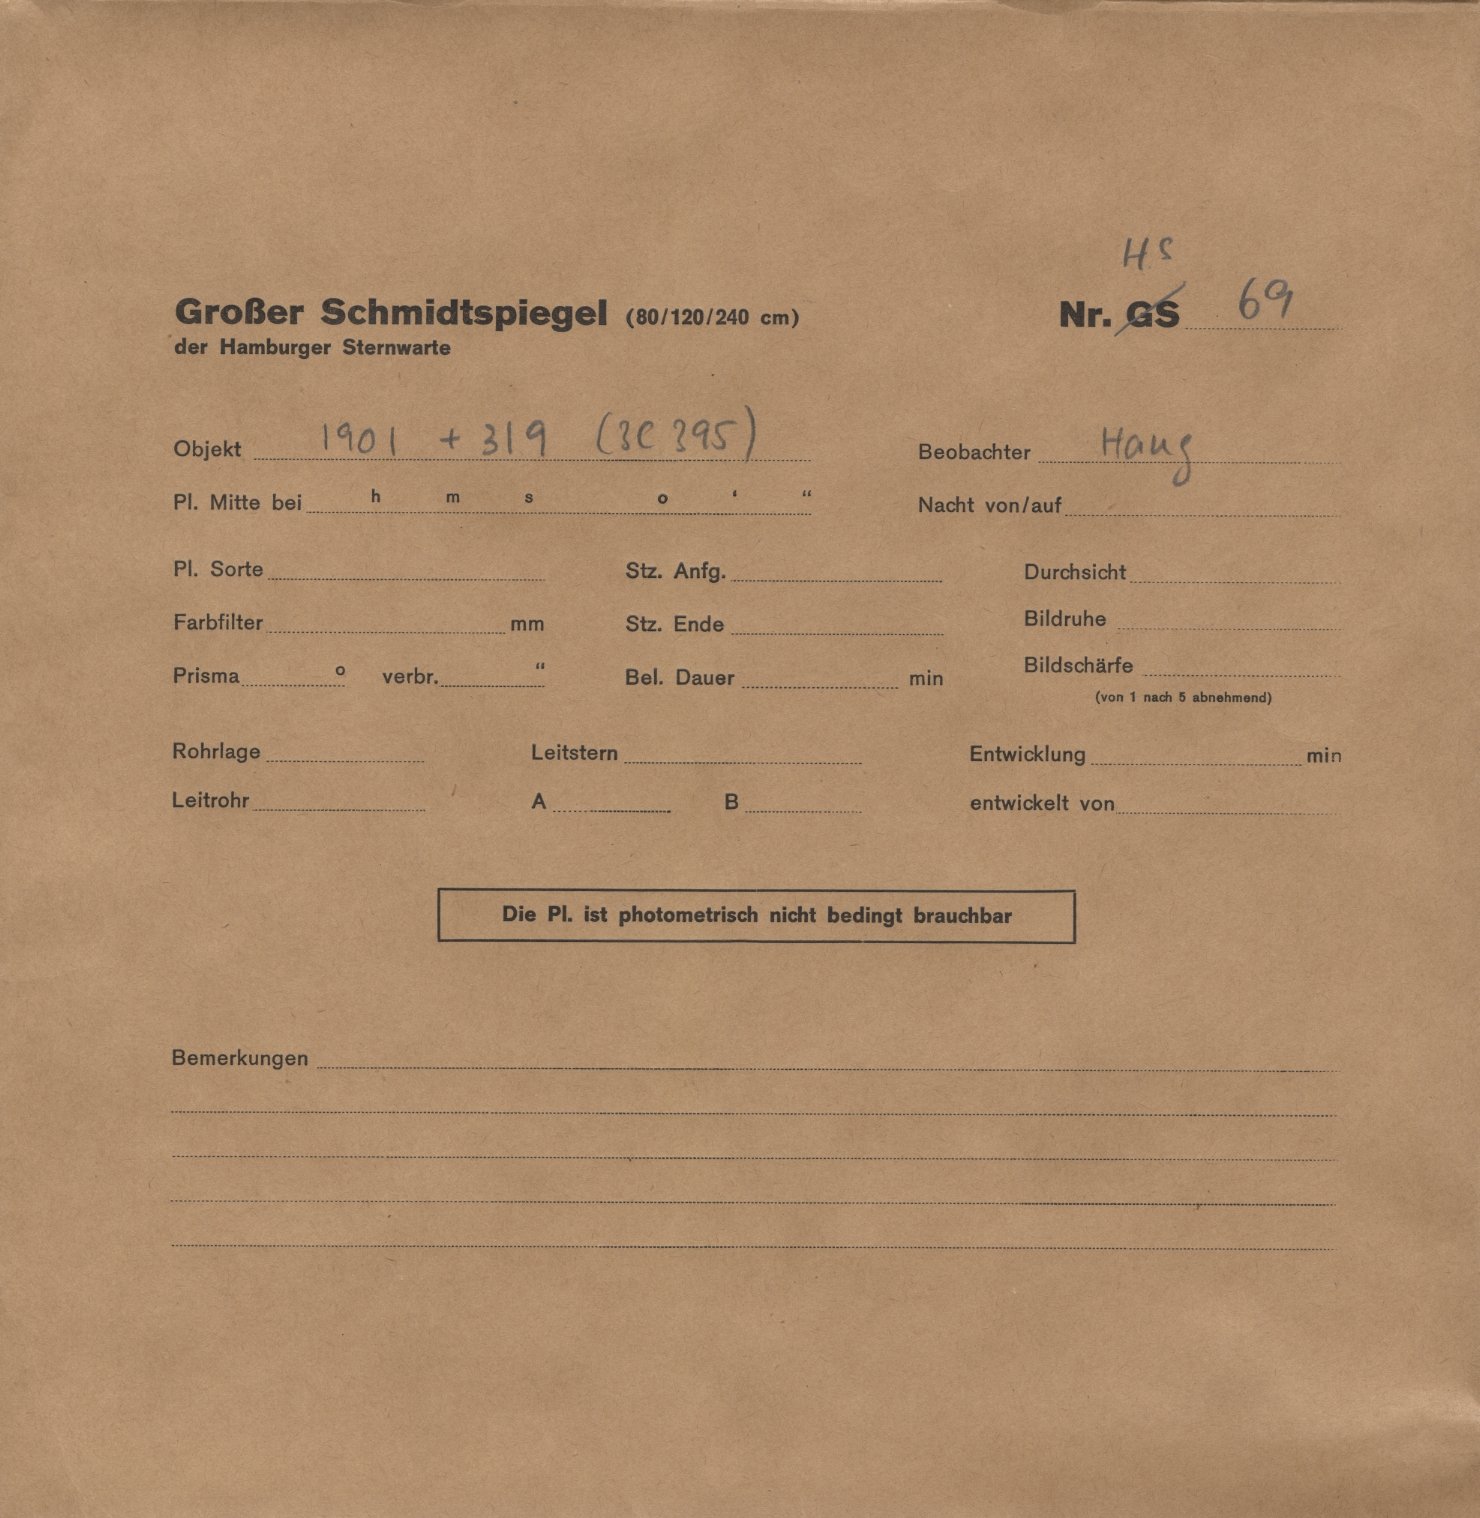 HS
Großer Schmidtspiegel (80/120/240 cm) Nr. GS 69
der Hamburger Sternwarte
Objekt 1901 + 319 (3C 395) Beobachter Haug
Pl. Mitte bei h m s o ‘ “ Nacht von/auf
Pl. Sorte Stz. Anfg. Durchsicht
Farbfilter mm Stz. Ende Bildruhe
Prisma o verbr. “ Bel. Dauer min Bildschärfe
(von 1 nach 5 abnehmend)
Rohrlage Leitstern Entwicklung min
Leitrohr A B entwickelt von
Die Pl. ist photometrisch nicht bedingt brauchbar
Bemerkungen